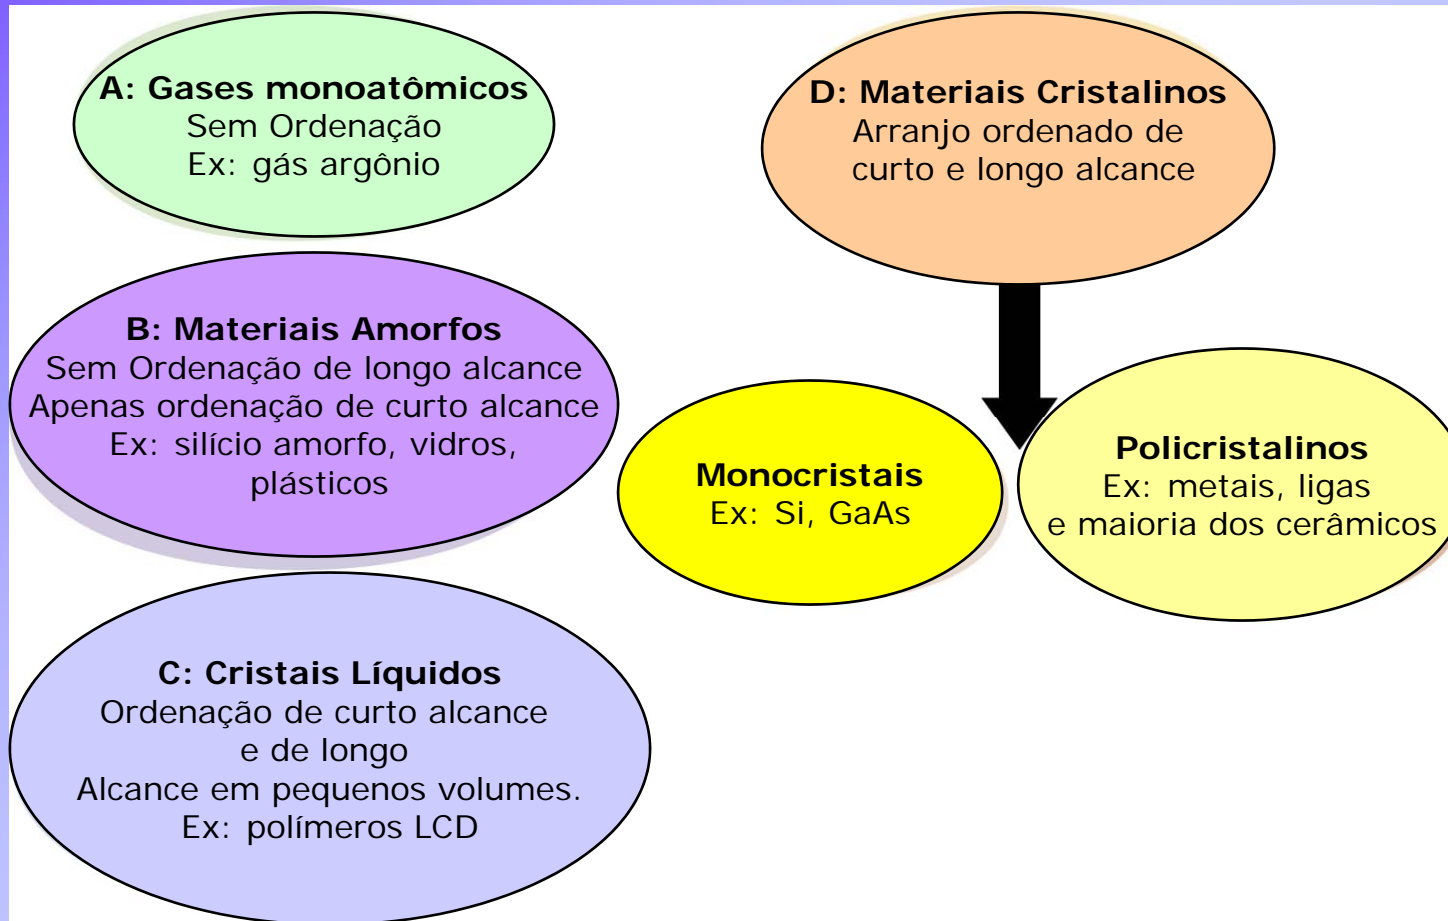 A: Gases monoatômicos
Sem Ordenação
Ex: gás argônio
B: Materiais Amorfos
Sem Ordenação de longo alcance
Apenas ordenação de curto alcance
Ex: silício amorfo, vidros,
plásticos
C: Cristais Líquidos
Ordenação de curto alcance
e de longo
Alcance em pequenos volumes.
Ex: polímeros LCD
D: Materiais Cristalinos
Arranjo ordenado de
curto e longo alcance
Monocristais
Ex: Si, GaAs
Policristalinos
Ex: metais, ligas
e maioria dos cerâmicos